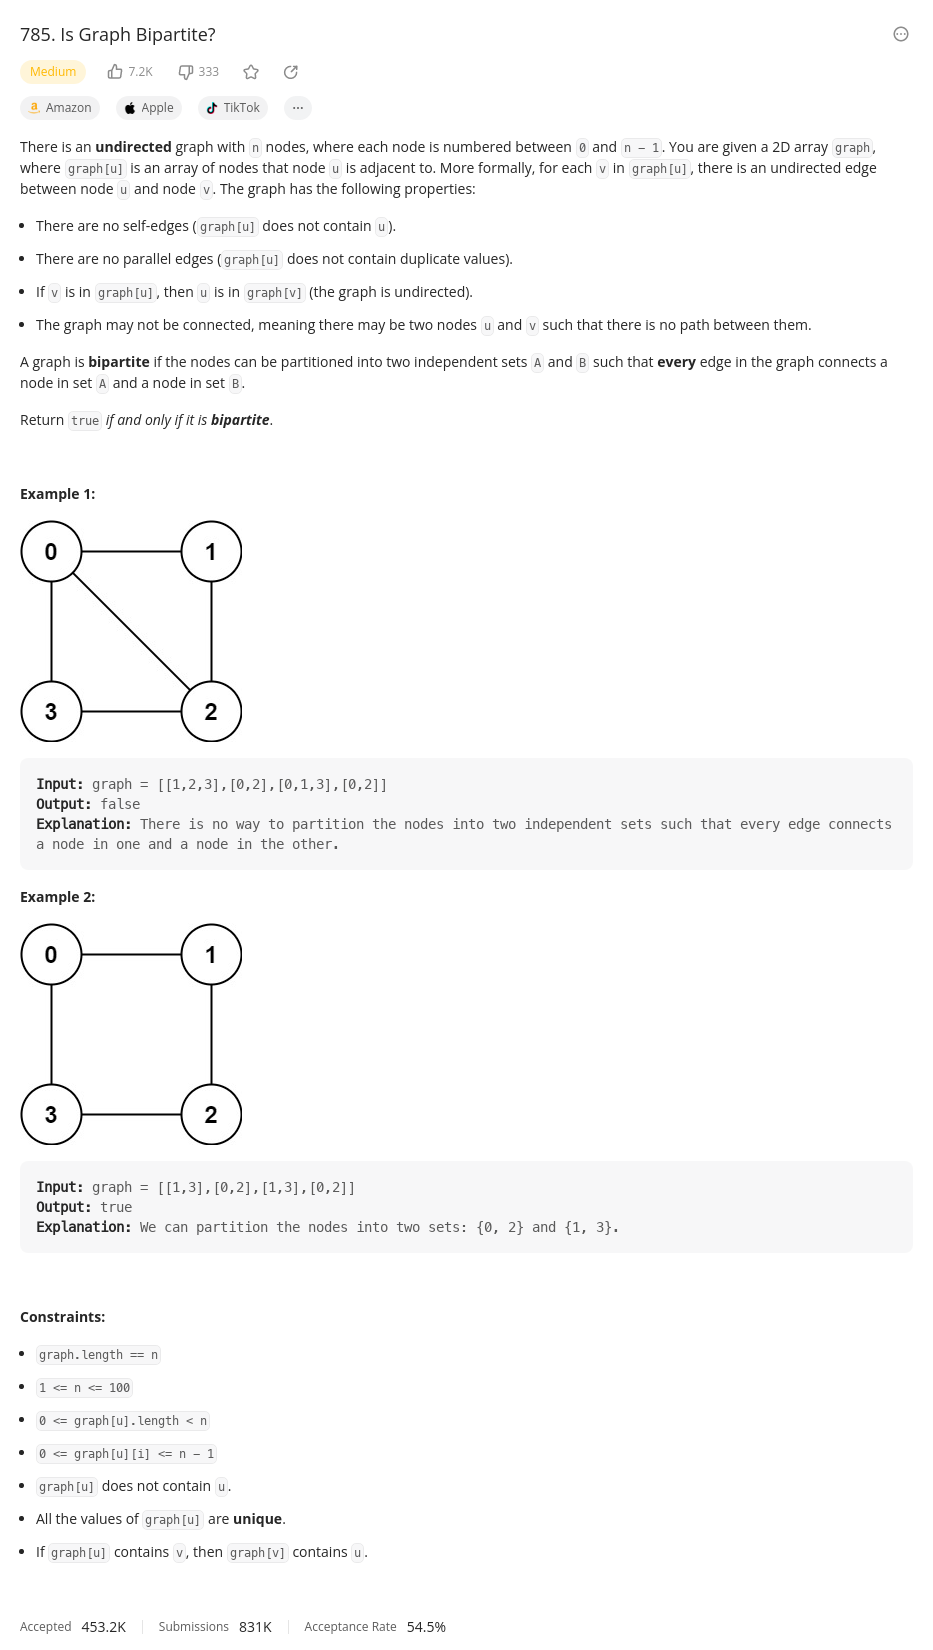 785. Is Graph Bipartite?
Medium 7.2K 333
Amazon Apple TikTok ...
There is an undirected graph with n nodes, where each node is numbered between 0 and n - 1. You are given a 2D array graph,
where graph[u] is an array of nodes that node u is adjacent to. More formally, for each v in graph[u], there is an undirected edge
between node u and node v. The graph has the following properties:
• There are no self-edges (graph[u] does not contain u).
• There are no parallel edges (graph[u] does not contain duplicate values).
• If v is in graph[u], then u is in graph[v] (the graph is undirected).
• The graph may not be connected, meaning there may be two nodes u and v such that there is no path between them.
A graph is bipartite if the nodes can be partitioned into two independent sets A and B such that every edge in the graph connects a
node in set A and a node in set B.
Return true if and only if it is bipartite.
Example 1:
0 1
3 2
Input: graph = [[1,2,3],[0,2],[0,1,3],[0,2]]
Output: false
Explanation: There is no way to partition the nodes into two independent sets such that every edge connects
a node in one and a node in the other.
Example 2:
0 1
3 2
Input: graph = [[1,3],[0,2],[1,3],[0,2]]
Output: true
Explanation: We can partition the nodes into two sets: {0, 2} and {1, 3}.
Constraints:
• graph.length == n
• 1 <= n <= 100
• 0 <= graph[u].length < n
• 0 <= graph[u][i] <= n - 1
• graph[u] does not contain u.
• All the values of graph[u] are unique.
• If graph[u] contains v, then graph[v] contains u.
Accepted 453.2K Submissions 831K Acceptance Rate 54.5%